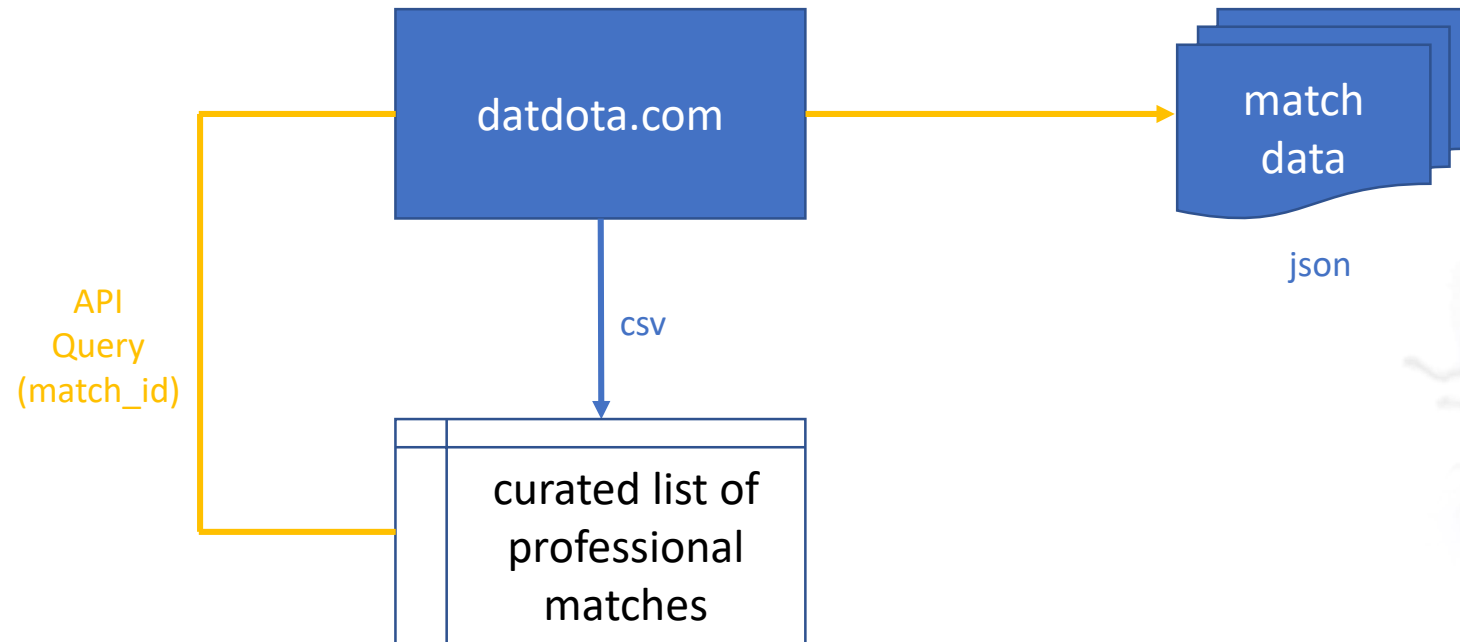 datdota.com
match
data
json
API
Query
(match_id)
csv
curated list of
professional
matches